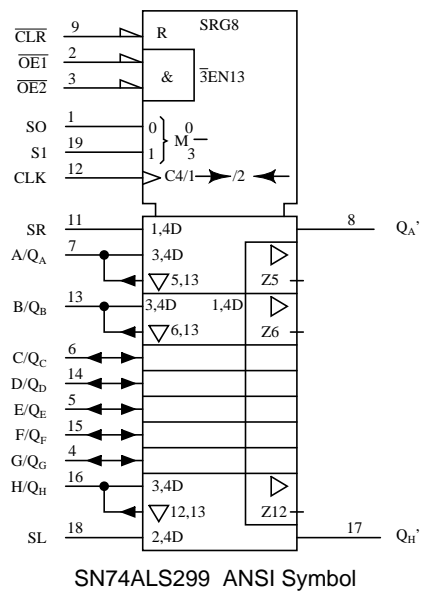 SRG8
CLR 9 R
OE1 2 & 3EN13
OE2 3
SO 1 0 M 0
S1 19 1 3
CLK 12 C4/1 /2
SR 11 1,4D 8 QA'
A/QA 7 3,4D
5,13 Z5
B/QB 13 3,4D 1,4D
6,13 Z6
C/QC 6
D/QD 14
E/QE 5
F/QF 15
G/QG 4
H/QH 16 3,4D
12,13 Z12
SL 18 2,4D 17 QH'
SN74ALS299 ANSI Symbol